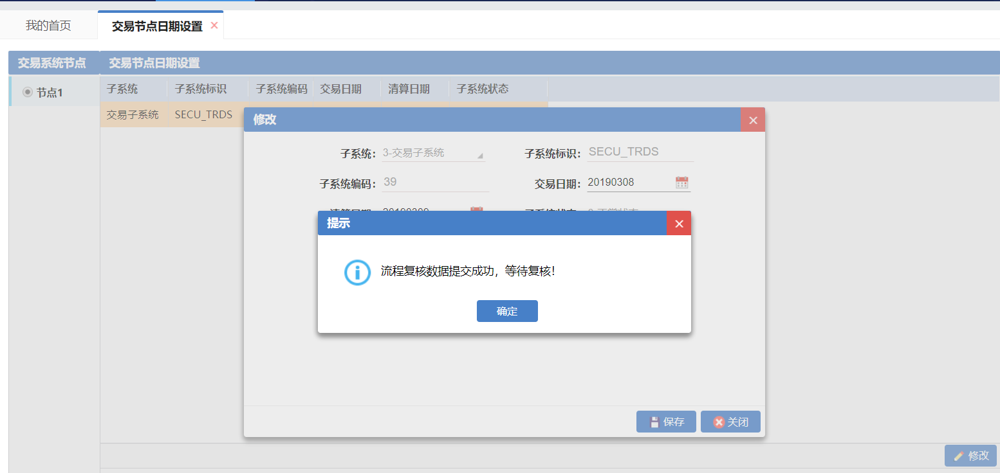 我的首页
交易节点日期设置
交易系统节点
交易节点日期设置
节点1
子系统
子系统标识
子系统编码
交易日期
清算日期
子系统状态
交易子系统
SECU_TRDS
修改
子系统：
3-交易子系统
子系统标识：
SECU_TRDS
子系统编码：
39
交易日期：
20190308
提示
流程复核数据提交成功，等待复核！
确定
保存
关闭
修改